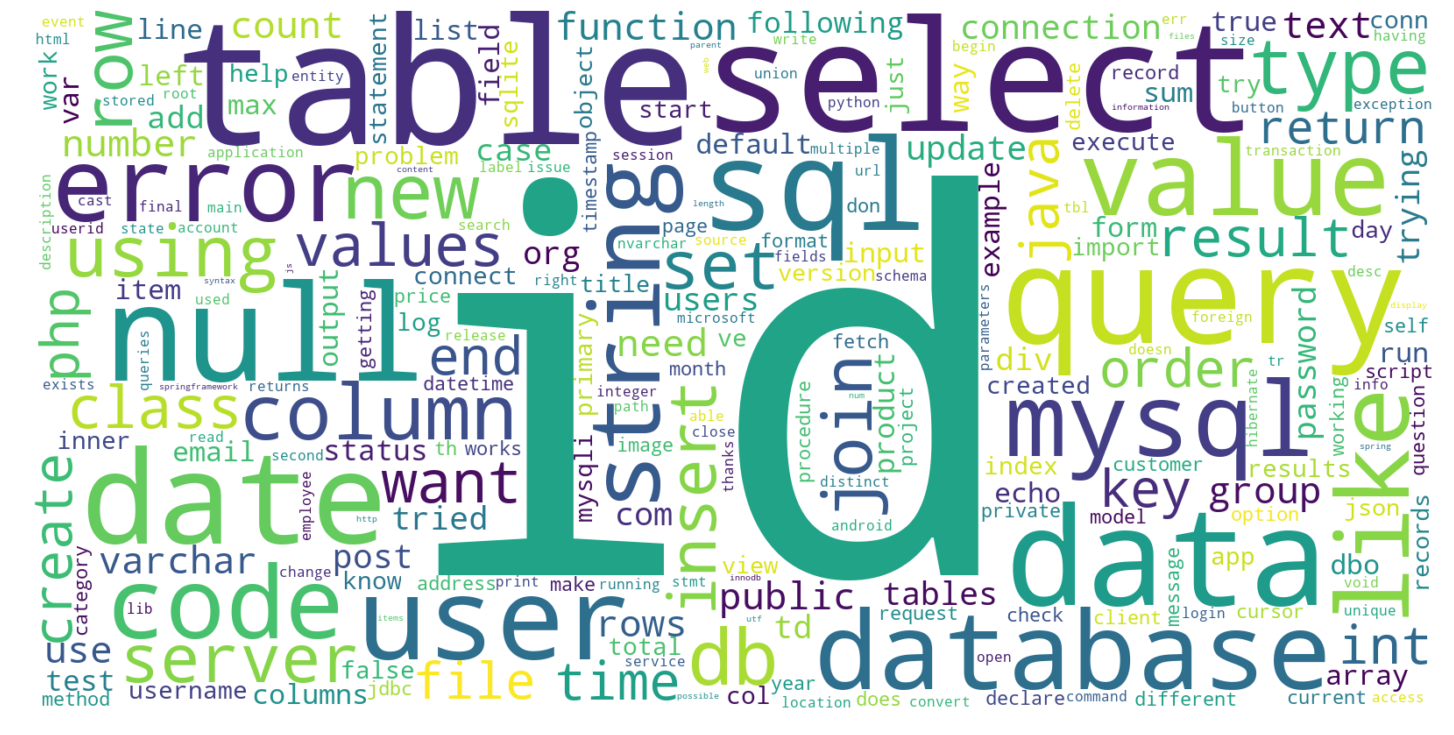 event
html
line
count
list
function
following
connection
err
files
true
text
conn
having
work
var
row
left
help
entity
field
statement
sqlite
table
select
object
parent
write
web
union
begin
way
just
python
start
record
information
sum
delete
try
size
type
button
exception
stored
root
add
max
number
application
problem
case
content
label
issue
timestamp
session
default
multiple
update
execute
return
transaction
error
new
string
sql
url
java
value
description
cast
final
main
short
userid
state
account
search
length
don
example
tbl
form
result
day
trying
using
values
org
page
nvarchar
source
format
fields
set
input
version
schema
import
desc
syntax
js
connect
right
title
users
microsoft
item
used
php
null
output
getting
price
log
release
id
primary
need
ve
month
fetch
parameters
query
foreign
display
self
div
doesn
order
tr
password
run
script
info
exists
queries
springframework
returns
end
datetime
integer
path
class
column
created
mysql
hibernate
working
like
spring
question
inner
read
email
second
status
th
works
mysqli
image
able
close
insert
thanks
procedure
join
num
product
project
distinct
android
index
customer
results
date
employee
http
want
tried
com
echo
private
key
model
group
option
json
records
create
category
varchar
change
post
know
address
print
make
running
stmt
view
innodb
data
message
app
dbo
void
unique
lib
code
user
items
rows
public
utf
tables
request
check
client
login
cursor
use
server
false
total
service
db
td
database
open
int
test
method
username
columns
jdbc
file
time
possible
col
year
location
does
convert
declare
command
different
current
array
access